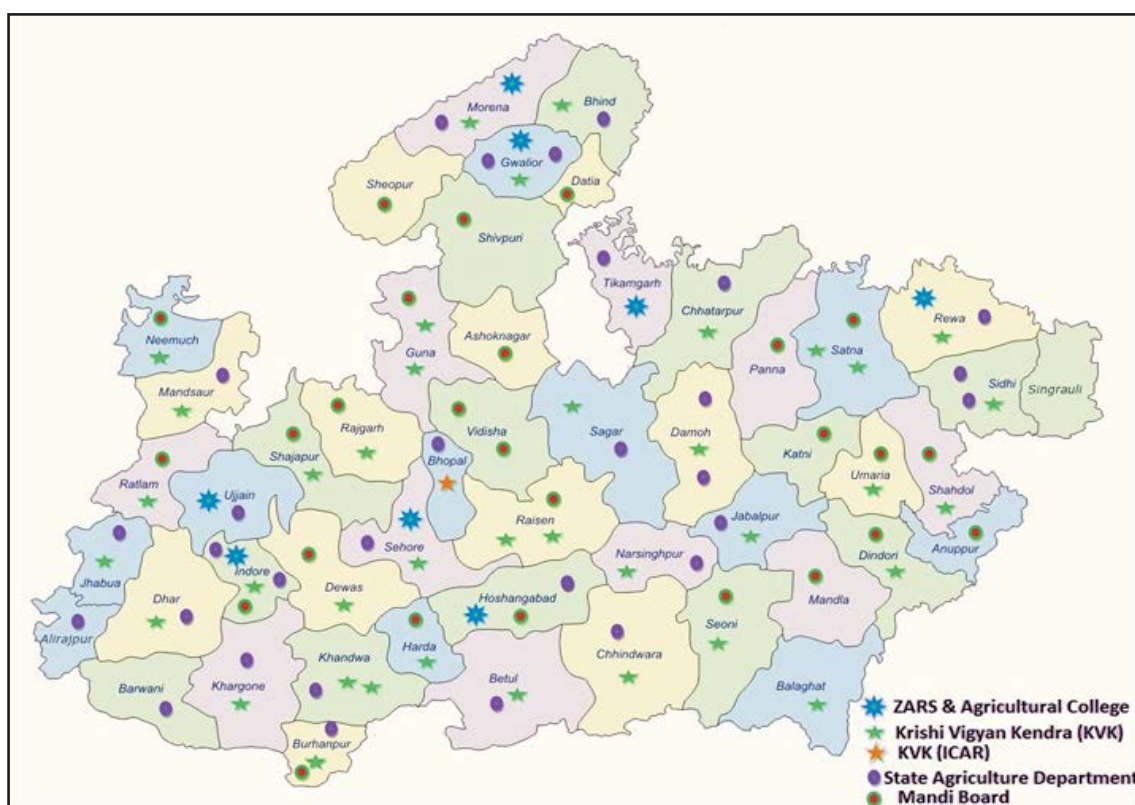 Morena
Bhind
Gwalior
Sheopur
Datia
Shivpuri
Tikamgarh
Chhatarpur
Rewa
Neemuch
Ashoknagar
Guna
Panna
Satna
Sidhi
Singrauli
Mandsaur
Rajgarh
Vidisha
Sagar
Damoh
Katni
Shajapur
Bhopal
Umaria
Ratlam
Ujjain
Shahdol
Raisen
Jabalpur
Sehore
Narsinghpur
Dindori
Anuppur
Jhabua
Indore
Dewas
Hoshangabad
Mandla
Dhar
Alirajpur
Seoni
Harda
Khandwa
Chhindwara
Betul
Barwani
Khargone
Balaghat
Burhanpur
ZARS & Agricultural College
Krishi Vigyan Kendra (KVK)
KVK (ICAR)
State Agriculture Department
Mandi Board